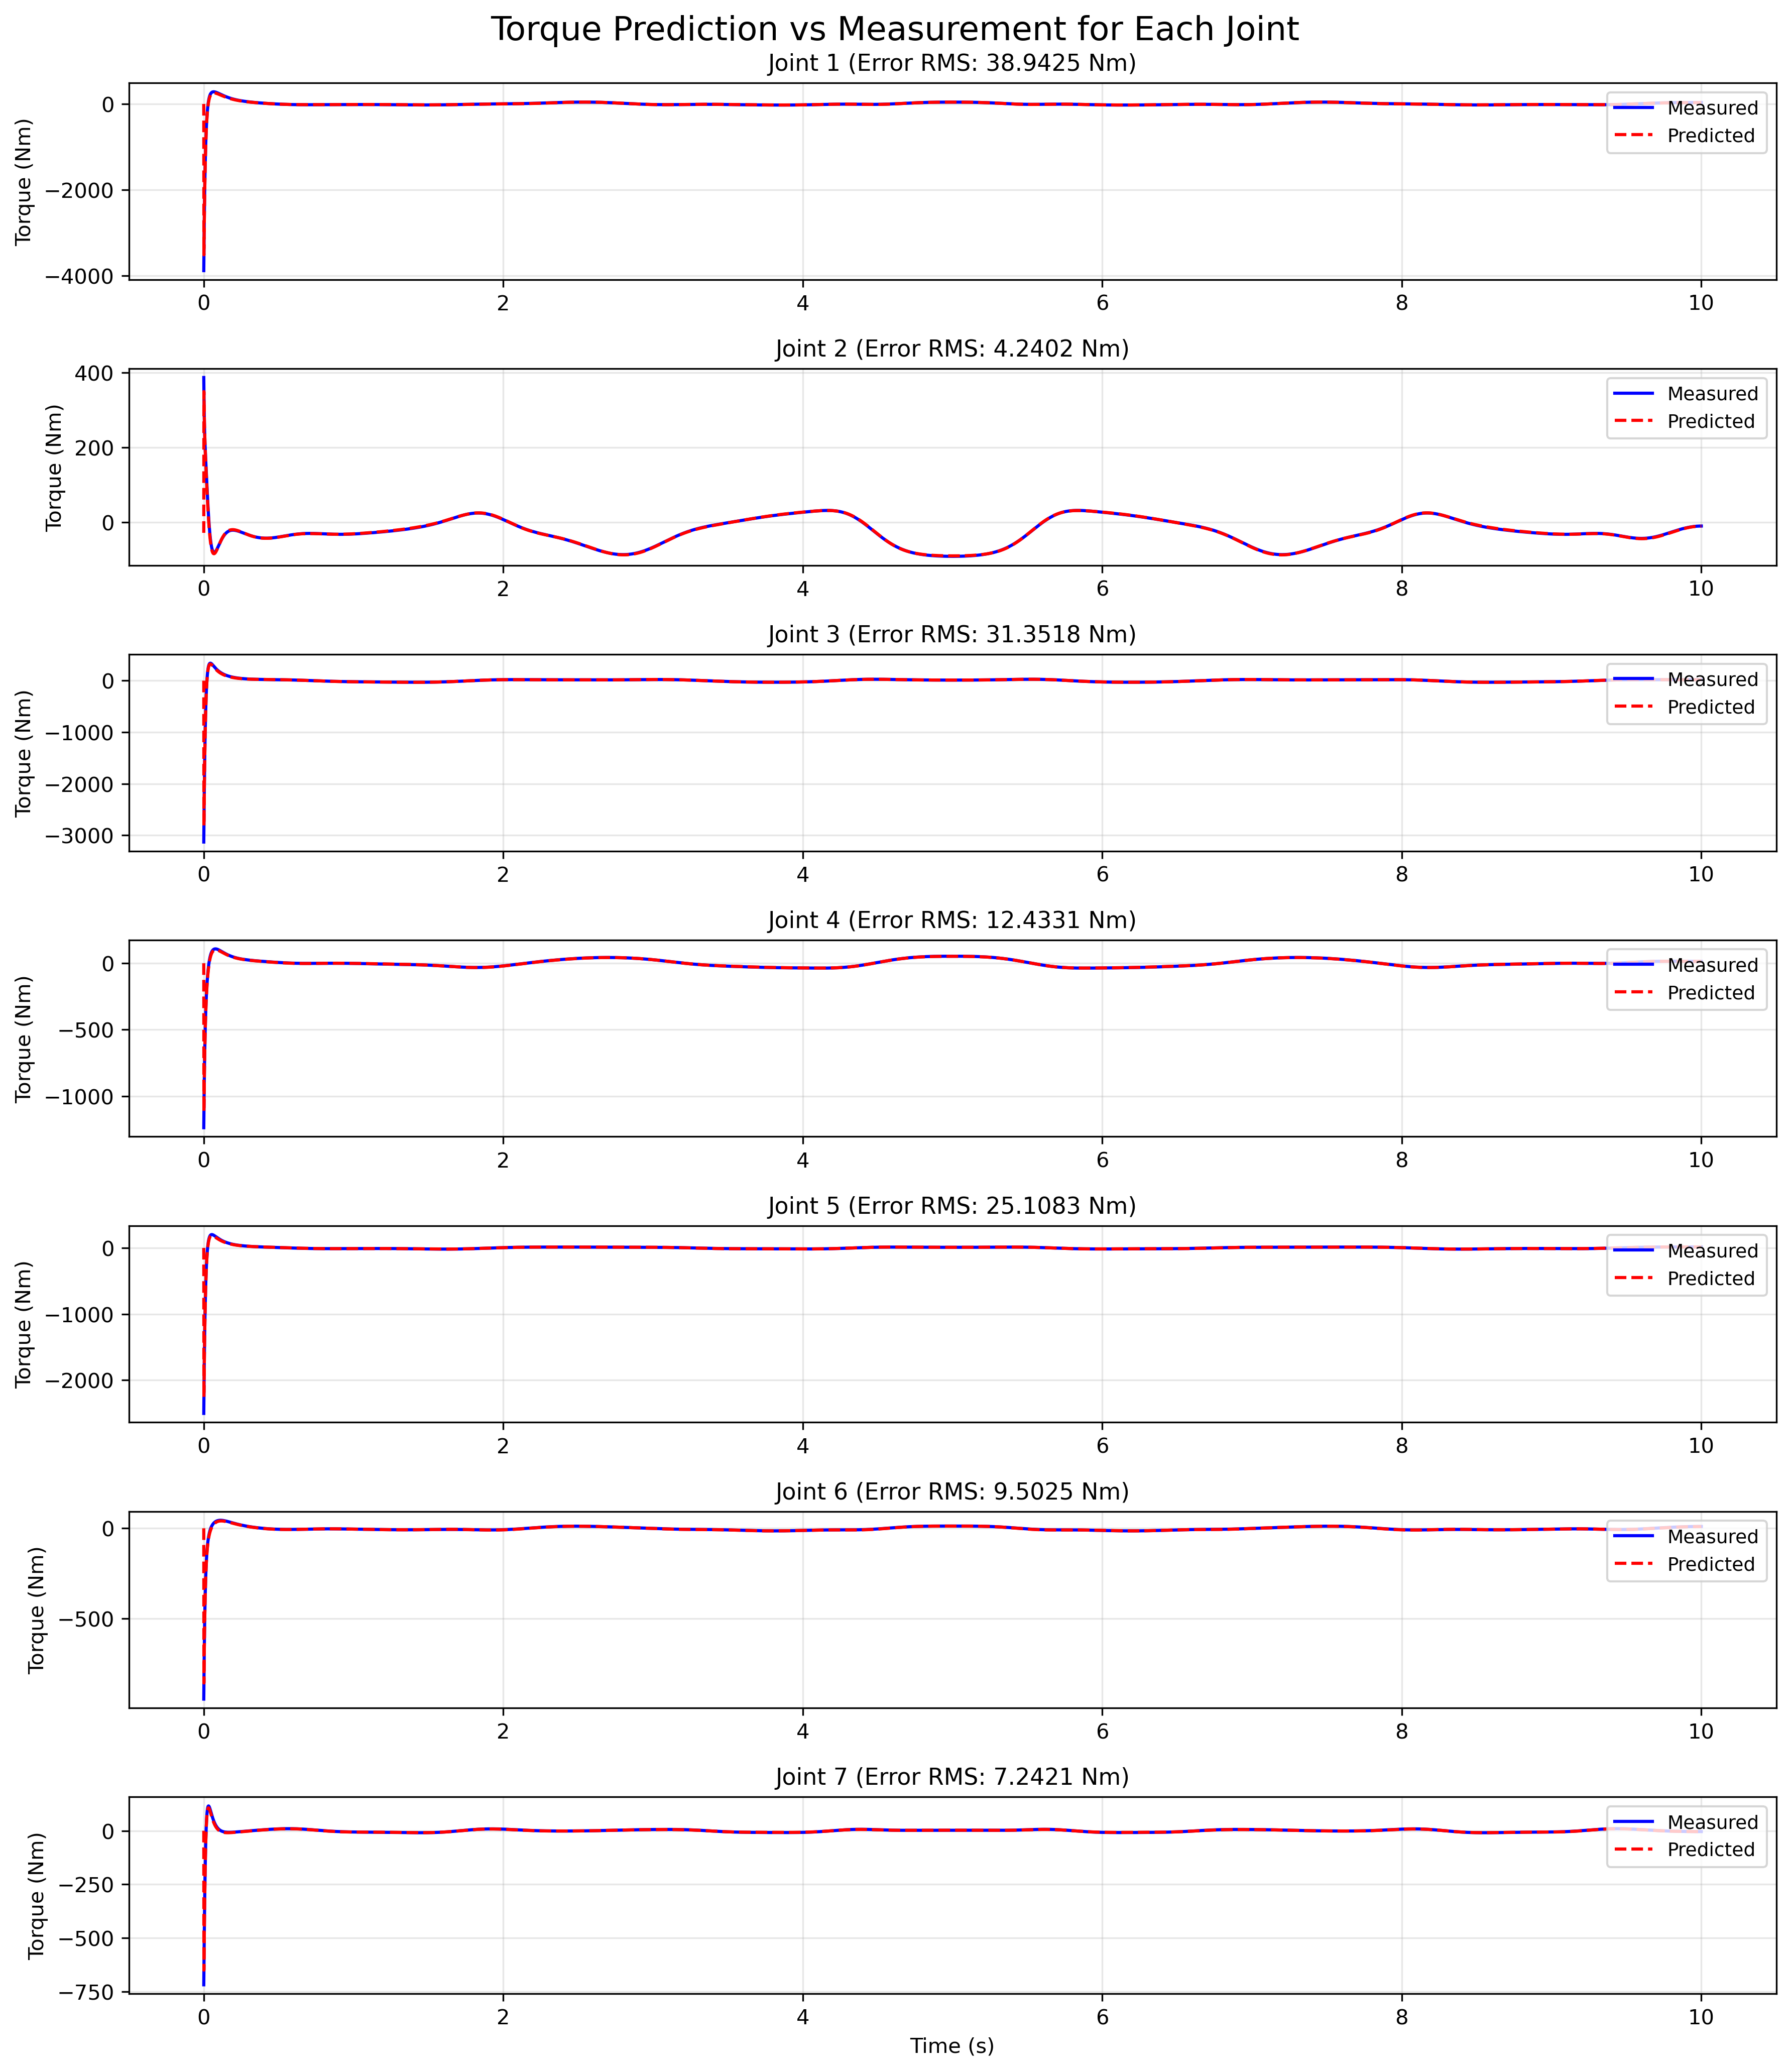 Torque Prediction vs Measurement for Each Joint
Joint 1 (Error RMS: 38.9425 Nm)
Torque (Nm)
0
−2000
−4000
Measured
Predicted
0 2 4 6 8 10
Joint 2 (Error RMS: 4.2402 Nm)
Torque (Nm)
400
200
0
Measured
Predicted
0 2 4 6 8 10
Joint 3 (Error RMS: 31.3518 Nm)
Torque (Nm)
0
−1000
−2000
−3000
Measured
Predicted
0 2 4 6 8 10
Joint 4 (Error RMS: 12.4331 Nm)
Torque (Nm)
0
−500
−1000
Measured
Predicted
0 2 4 6 8 10
Joint 5 (Error RMS: 25.1083 Nm)
Torque (Nm)
0
−1000
−2000
Measured
Predicted
0 2 4 6 8 10
Joint 6 (Error RMS: 9.5025 Nm)
Torque (Nm)
0
−500
Measured
Predicted
0 2 4 6 8 10
Joint 7 (Error RMS: 7.2421 Nm)
Torque (Nm)
0
−250
−500
−750
Measured
Predicted
0 2 4 6 8 10
Time (s)